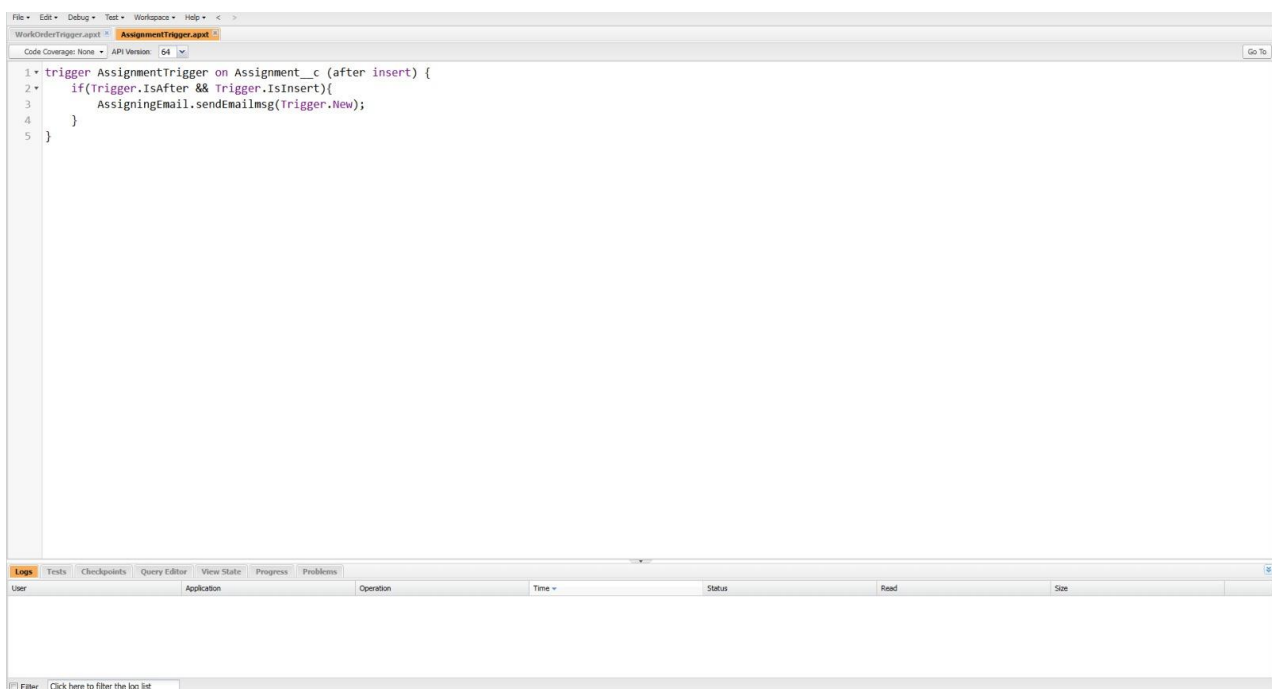 File Edit Debug Test Workspace Help < >
WorkOrderTrigger.apxt AssignmentTrigger.apxt
Code Coverage: None API Version: 64 Go To
1 trigger AssignmentTrigger on Assignment__c (after insert) {
2 if(Trigger.IsAfter && Trigger.IsInsert){
3 AssigningEmail.sendEmailmsg(Trigger.New);
4 }
5 }
Logs Tests Checkpoints Query Editor View State Progress Problems
User Application Operation Time Status Read Size
Filter Click here to filter the log list